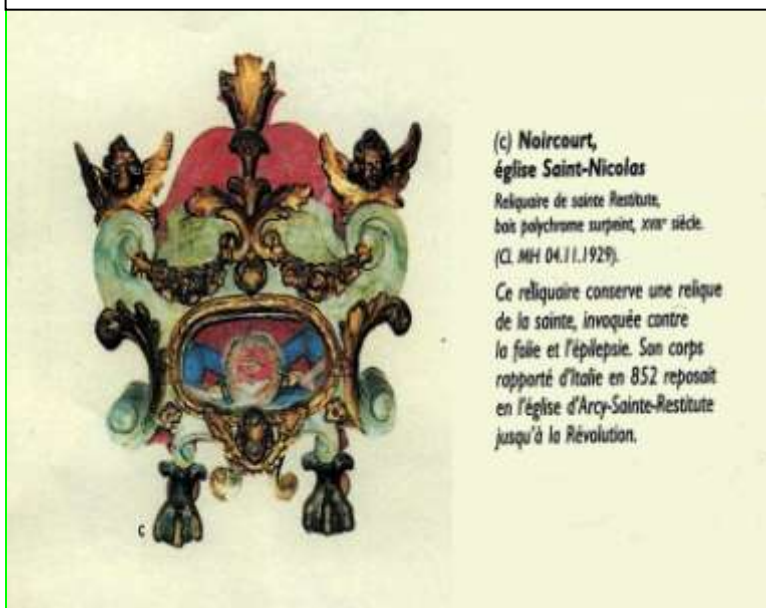 (c) Noircourt,
église Saint-Nicolas
Reliquaire de sainte Restitute,
bois polychrome surpeint, XVIIe siècle.
(Cl. MH 04.11.1929).
Ce reliquaire conserve une relique
de la sainte, invoquée contre
la folie et l'épilepsie. Son corps
rapporté d'Italie en 852 reposait
en l'église d'Arcy-Sainte-Restitute
jusqu'à la Révolution.
c